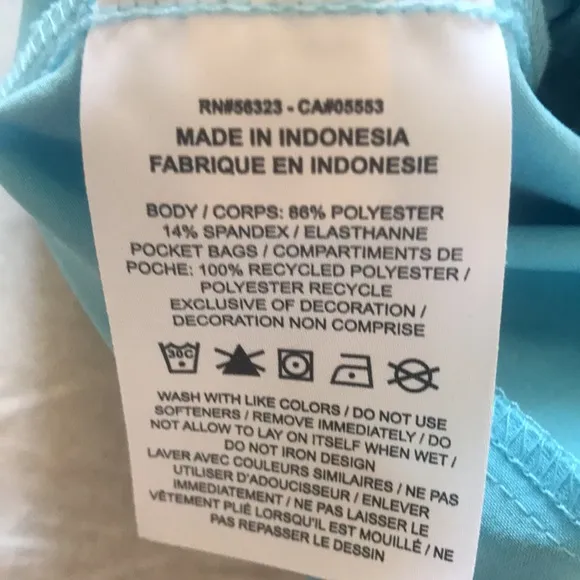 RN#56323 - CA#05553
MADE IN INDONESIA
FABRIQUE EN INDONESIE
BODY / CORPS: 86% POLYESTER
14% SPANDEX / ELASTHANNE
POCKET BAGS / COMPARTIMENTS DE
POCHE: 100% RECYCLED POLYESTER /
POLYESTER RECYCLE
EXCLUSIVE OF DECORATION /
DECORATION NON COMPRISE
30C
WASH WITH LIKE COLORS / DO NOT USE
SOFTENERS / REMOVE IMMEDIATELY / DO
NOT ALLOW TO LAY ON ITSELF WHEN WET /
DO NOT IRON DESIGN
LAVER AVEC COULEURS SIMILAIRES / NE PAS
UTILISER D'ADOUCISSEUR / ENLEVER
IMMEDIATEMENT / NE PAS LAISSER LE
VÊTEMENT PLIÉ LORSQU'IL EST MOUILLÉ / NE
PAS REPASSER LE DESSIN